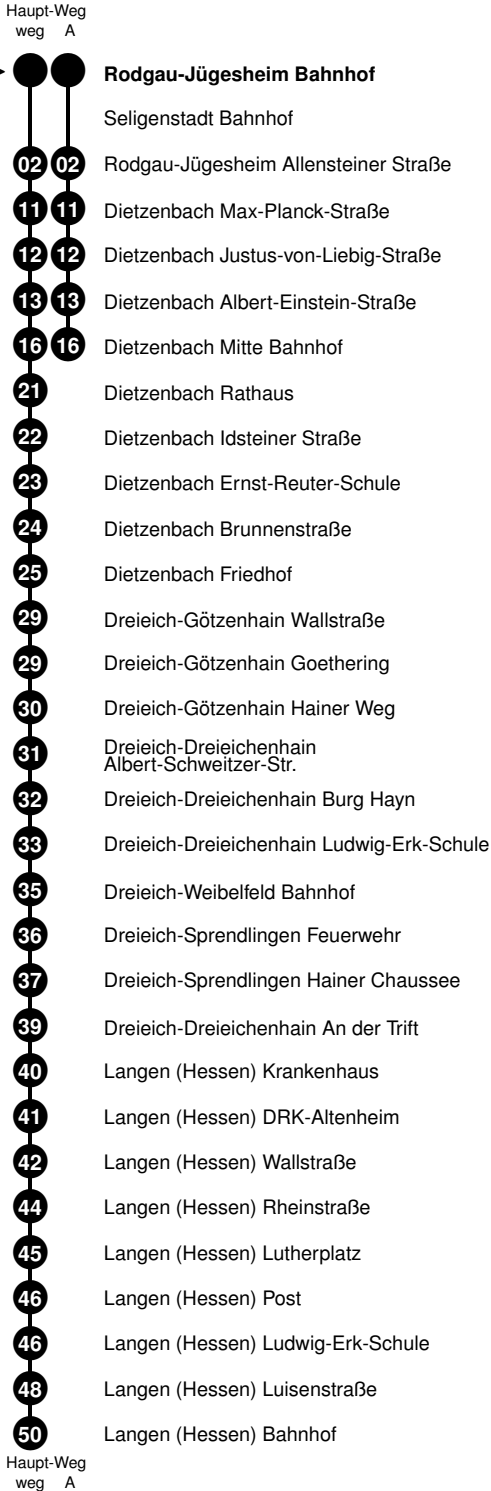 Haupt-Weg
weg A
Rodgau-Jügesheim Bahnhof
Seligenstadt Bahnhof
02 02 Rodgau-Jügesheim Allensteiner Straße
11 11 Dietzenbach Max-Planck-Straße
12 12 Dietzenbach Justus-von-Liebig-Straße
13 13 Dietzenbach Albert-Einstein-Straße
16 16 Dietzenbach Mitte Bahnhof
21 Dietzenbach Rathaus
22 Dietzenbach Idsteiner Straße
23 Dietzenbach Ernst-Reuter-Schule
24 Dietzenbach Brunnenstraße
25 Dietzenbach Friedhof
29 Dreieich-Götzenhain Wallstraße
29 Dreieich-Götzenhain Goethering
30 Dreieich-Götzenhain Hainer Weg
31 Dreieich-Dreieichenhain
Albert-Schweitzer-Str.
32 Dreieich-Dreieichenhain Burg Hayn
33 Dreieich-Dreieichenhain Ludwig-Erk-Schule
35 Dreieich-Weibelfeld Bahnhof
36 Dreieich-Sprendlingen Feuerwehr
37 Dreieich-Sprendlingen Hainer Chaussee
39 Dreieich-Dreieichenhain An der Trift
40 Langen (Hessen) Krankenhaus
41 Langen (Hessen) DRK-Altenheim
42 Langen (Hessen) Wallstraße
44 Langen (Hessen) Rheinstraße
45 Langen (Hessen) Lutherplatz
46 Langen (Hessen) Post
46 Langen (Hessen) Ludwig-Erk-Schule
48 Langen (Hessen) Luisenstraße
50 Langen (Hessen) Bahnhof
Haupt-Weg
weg A